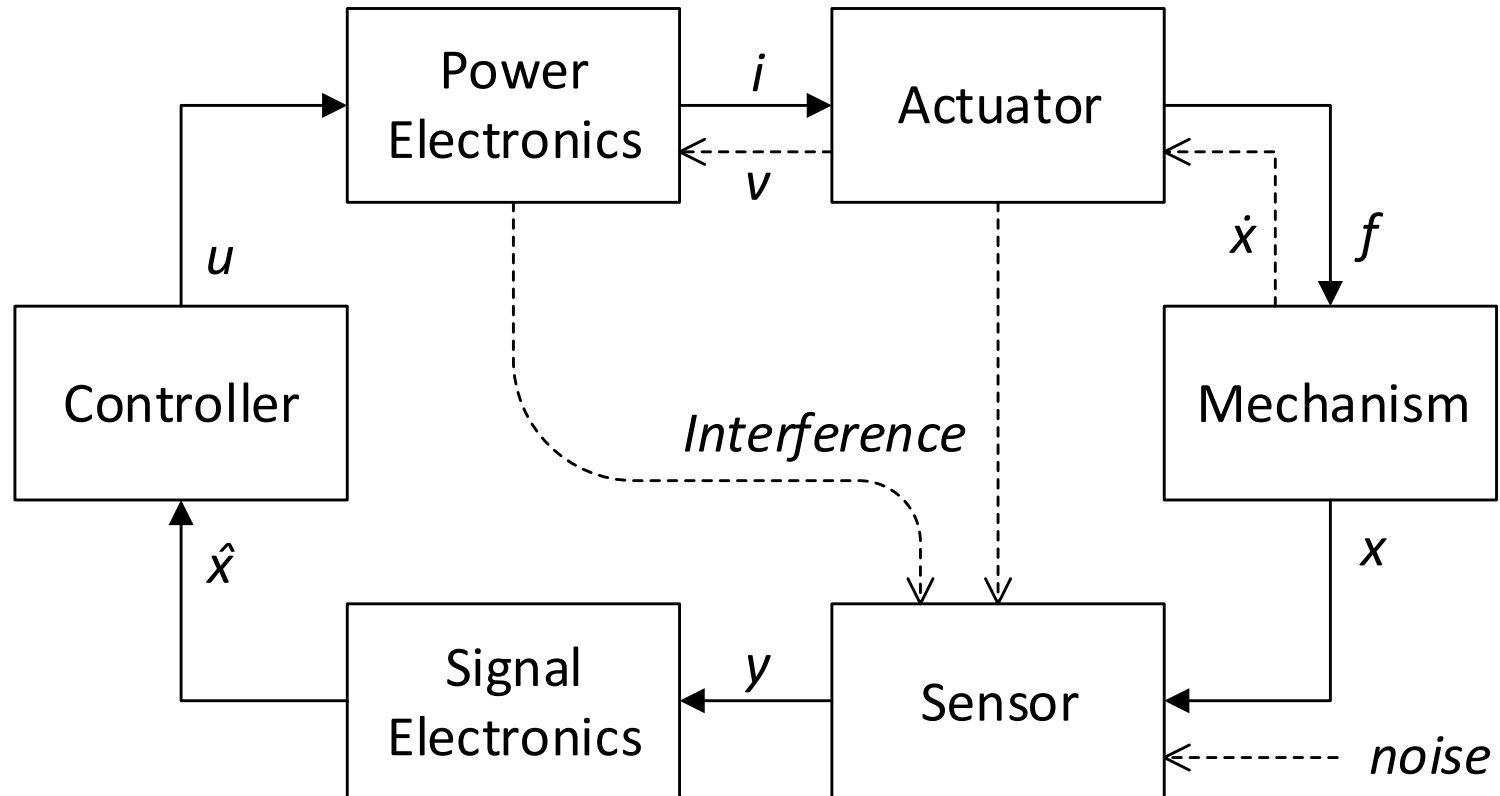 Power
Electronics
i
Actuator
v
u
ẋ
f
Controller
Interference
Mechanism
x̂
x
Signal
Electronics
y
Sensor
noise